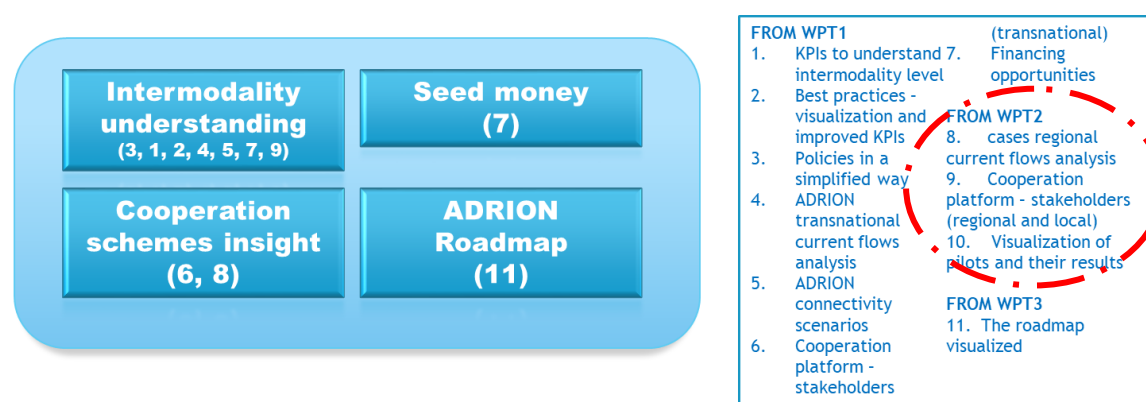 Intermodality
understanding
(3, 1, 2, 4, 5, 7, 9)
Seed money
(7)
Cooperation
schemes insight
(6, 8)
ADRION
Roadmap
(11)
FROM WPT1
1. KPIs to understand
intermodality level
2. Best practices -
visualization and
improved KPIs
3. Policies in a
simplified way
4. ADRION
transnational
current flows
analysis
5. ADRION
connectivity
scenarios
6. Cooperation
platform -
stakeholders
(transnational)
7. Financing
opportunities
FROM WPT2
8. cases regional
current flows analysis
9. Cooperation
platform - stakeholders
(regional and local)
10. Visualization of
pilots and their results
FROM WPT3
11. The roadmap
visualized